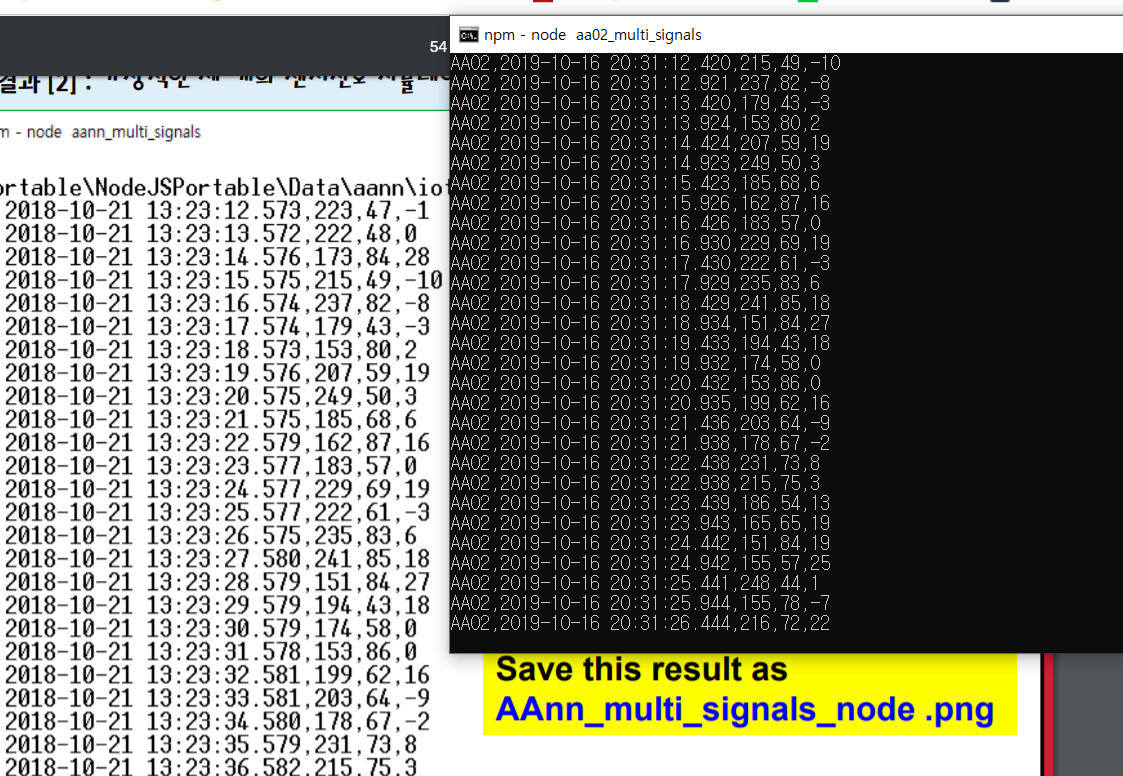 54
결과 [2] :
m - node aann_multi_signals
ortable\NodeJSPortable\Data\aann\io
2018-10-21 13:23:12.573,223,47,-1
2018-10-21 13:23:13.572,222,48,0
2018-10-21 13:23:14.576,173,84,28
2018-10-21 13:23:15.575,215,49,-10
2018-10-21 13:23:16.574,237,82,-8
2018-10-21 13:23:17.574,179,43,-3
2018-10-21 13:23:18.573,153,80,2
2018-10-21 13:23:19.576,207,59,19
2018-10-21 13:23:20.575,249,50,3
2018-10-21 13:23:21.575,185,68,6
2018-10-21 13:23:22.579,162,87,16
2018-10-21 13:23:23.577,183,57,0
2018-10-21 13:23:24.577,229,69,19
2018-10-21 13:23:25.577,222,61,-3
2018-10-21 13:23:26.575,235,83,6
2018-10-21 13:23:27.580,241,85,18
2018-10-21 13:23:28.579,151,84,27
2018-10-21 13:23:29.579,194,43,18
2018-10-21 13:23:30.579,174,58,0
2018-10-21 13:23:31.578,153,86,0
2018-10-21 13:23:32.581,199,62,16
2018-10-21 13:23:33.581,203,64,-9
2018-10-21 13:23:34.580,178,67,-2
2018-10-21 13:23:35.579,231,73,8
2018-10-21 13:23:36.582,215,75,3
npm - node aa02_multi_signals
AA02,2019-10-16 20:31:12.420,215,49,-10
AA02,2019-10-16 20:31:12.921,237,82,-8
AA02,2019-10-16 20:31:13.420,179,43,-3
AA02,2019-10-16 20:31:13.924,153,80,2
AA02,2019-10-16 20:31:14.424,207,59,19
AA02,2019-10-16 20:31:14.923,249,50,3
AA02,2019-10-16 20:31:15.423,185,68,6
AA02,2019-10-16 20:31:15.926,162,87,16
AA02,2019-10-16 20:31:16.426,183,57,0
AA02,2019-10-16 20:31:16.930,229,69,19
AA02,2019-10-16 20:31:17.430,222,61,-3
AA02,2019-10-16 20:31:17.929,235,83,6
AA02,2019-10-16 20:31:18.429,241,85,18
AA02,2019-10-16 20:31:18.934,151,84,27
AA02,2019-10-16 20:31:19.433,194,43,18
AA02,2019-10-16 20:31:19.932,174,58,0
AA02,2019-10-16 20:31:20.432,153,86,0
AA02,2019-10-16 20:31:20.935,199,62,16
AA02,2019-10-16 20:31:21.436,203,64,-9
AA02,2019-10-16 20:31:21.938,178,67,-2
AA02,2019-10-16 20:31:22.438,231,73,8
AA02,2019-10-16 20:31:22.938,215,75,3
AA02,2019-10-16 20:31:23.439,186,54,13
AA02,2019-10-16 20:31:23.943,165,65,19
AA02,2019-10-16 20:31:24.442,151,84,19
AA02,2019-10-16 20:31:24.942,155,57,25
AA02,2019-10-16 20:31:25.441,248,44,1
AA02,2019-10-16 20:31:25.944,155,78,-7
AA02,2019-10-16 20:31:26.444,216,72,22
Save this result as
AAnn_multi_signals_node .png